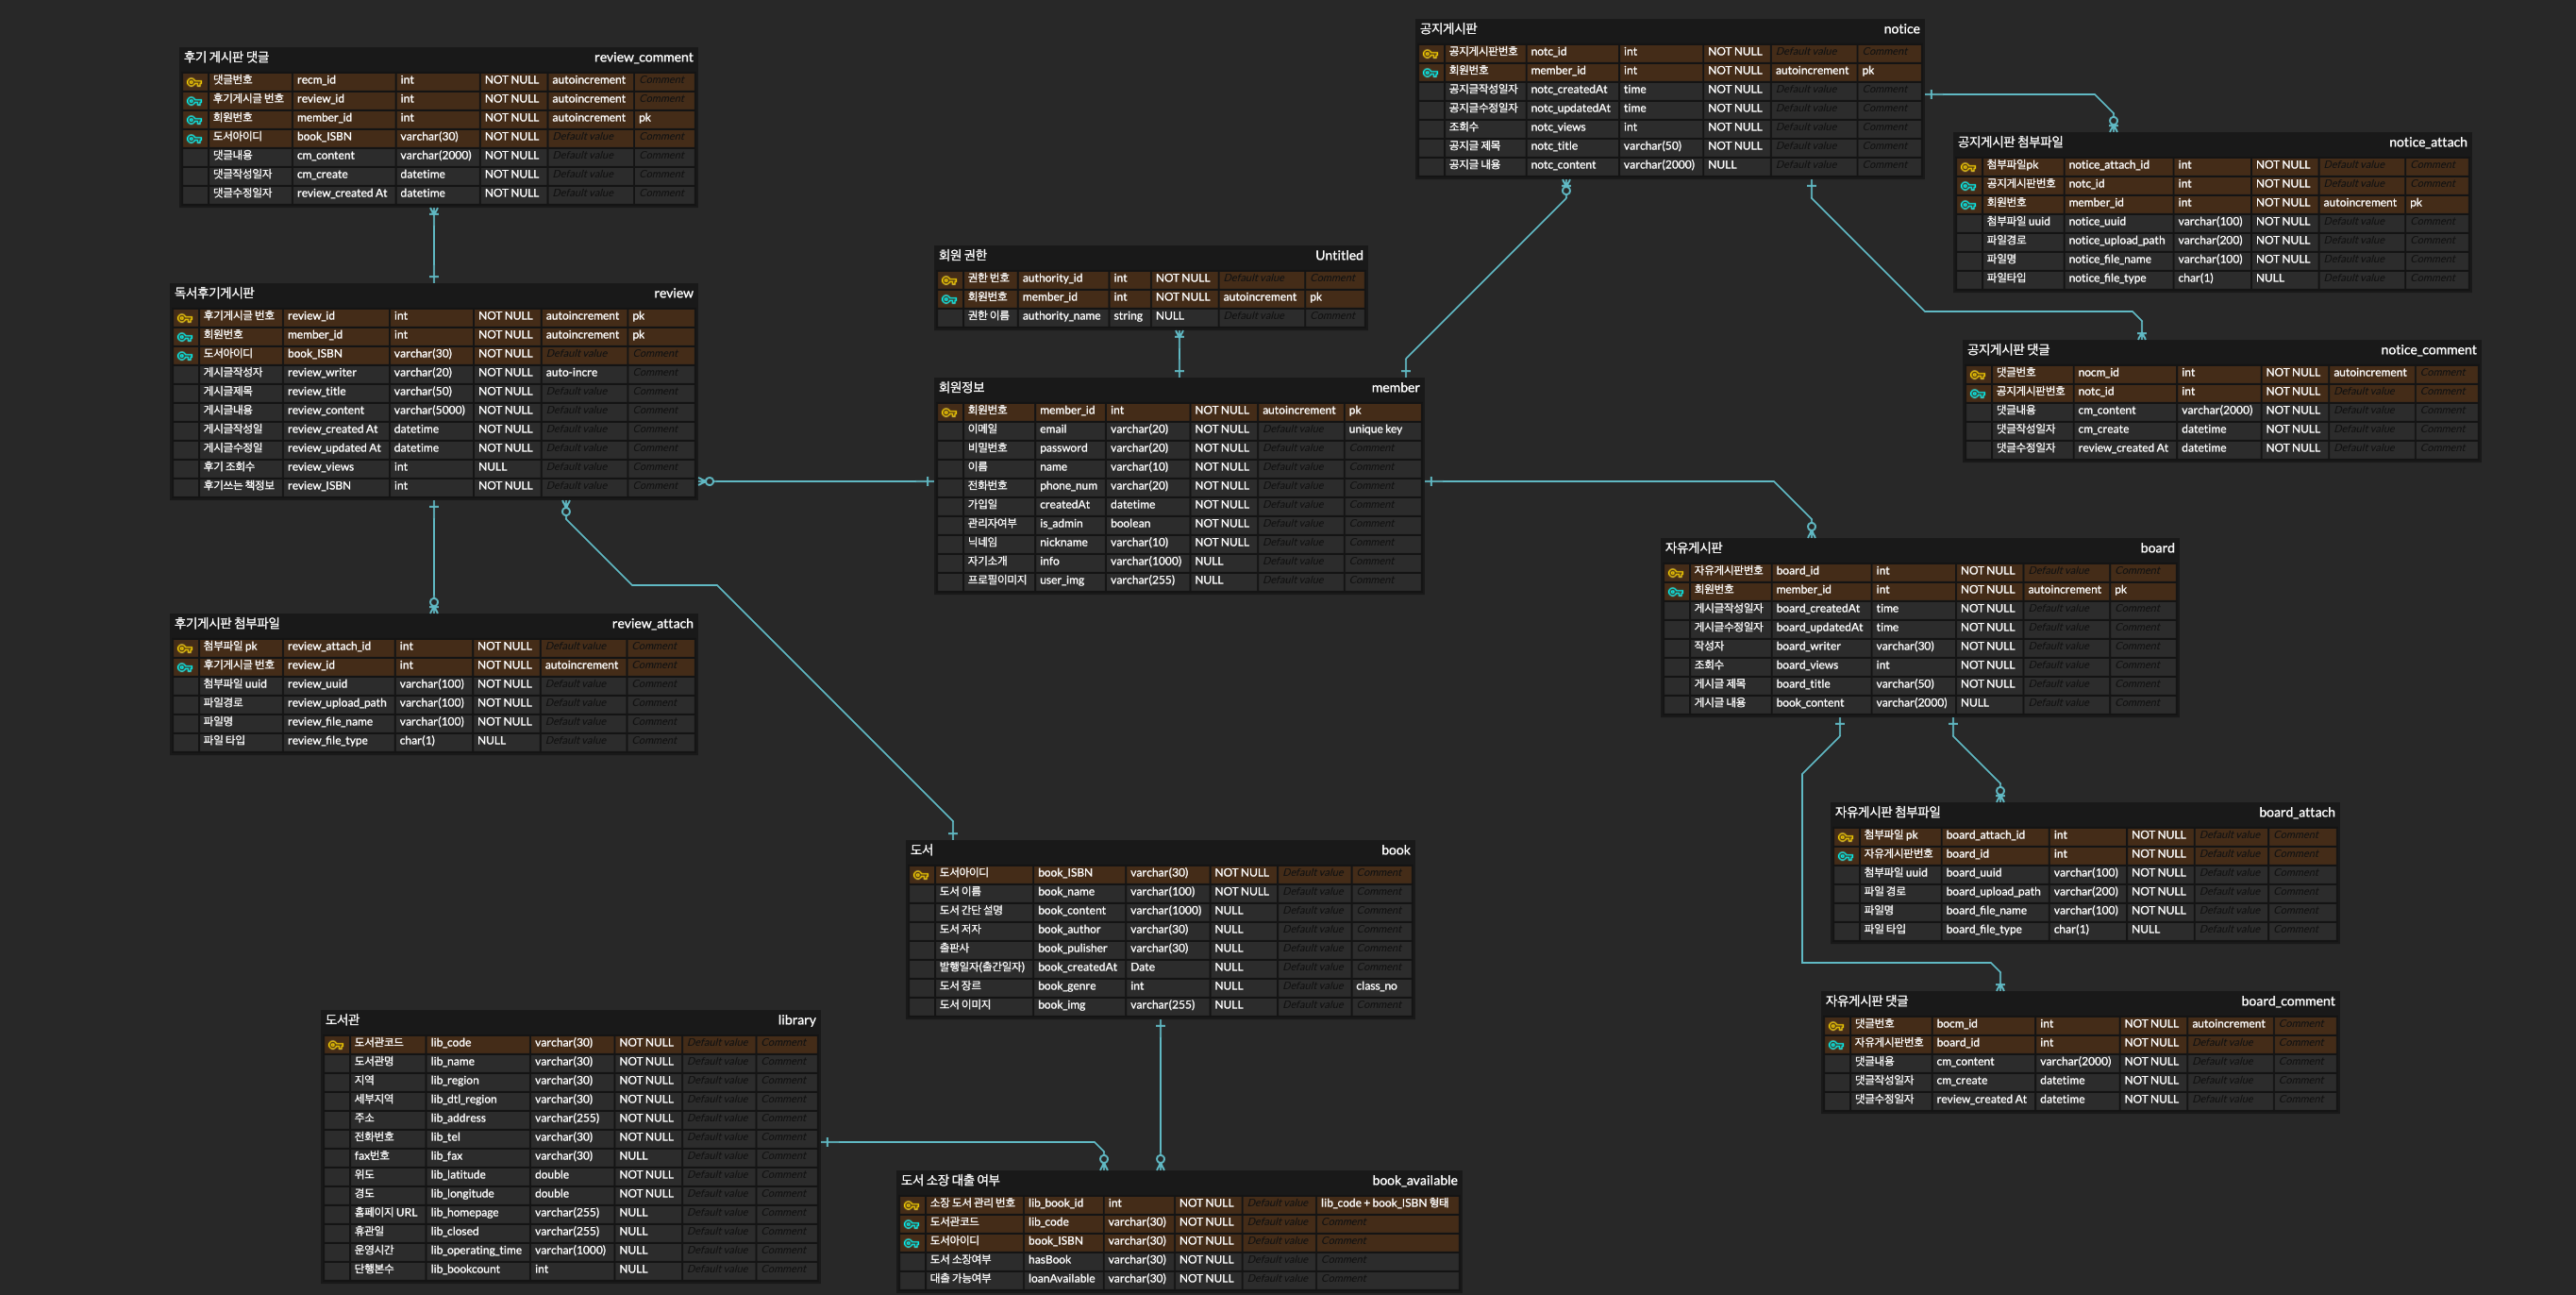 후기 게시판 댓글 review_comment
댓글번호 recm_id int NOT NULL autoincrement Comment
후기게시글 번호 review_id int NOT NULL autoincrement Comment
회원번호 member_id int NOT NULL autoincrement pk
도서아이디 book_ISBN varchar(30) NOT NULL Default value Comment
댓글내용 cm_content varchar(2000) NOT NULL Default value Comment
댓글작성일자 cm_create datetime NOT NULL Default value Comment
댓글수정일자 review_created At datetime NOT NULL Default value Comment
독서후기게시판 review
후기게시글 번호 review_id int NOT NULL autoincrement pk
회원번호 member_id int NOT NULL autoincrement pk
도서아이디 book_ISBN varchar(30) NOT NULL Default value Comment
게시글작성자 review_writer varchar(20) NOT NULL auto-incre Comment
게시글제목 review_title varchar(50) NOT NULL Default value Comment
게시글내용 review_content varchar(5000) NOT NULL Default value Comment
게시글작성일 review_created At datetime NOT NULL Default value Comment
게시글수정일 review_updated At datetime NOT NULL Default value Comment
후기 조회수 review_views int NULL Default value Comment
후기쓰는 책정보 review_ISBN int NOT NULL Default value Comment
후기게시판 첨부파일 review_attach
첨부파일 pk review_attach_id int NOT NULL Default value Comment
후기게시글 번호 review_id int NOT NULL autoincrement Comment
첨부파일 uuid review_uuid varchar(100) NOT NULL Default value Comment
파일경로 review_upload_path varchar(100) NOT NULL Default value Comment
파일명 review_file_name varchar(100) NOT NULL Default value Comment
파일 타입 review_file_type char(1) NULL Default value Comment
회원 권한 Untitled
권한 번호 authority_id int NOT NULL Default value Comment
회원번호 member_id int NOT NULL autoincrement pk
권한 이름 authority_name string NULL Default value Comment
회원정보 member
회원번호 member_id int NOT NULL autoincrement pk
이메일 email varchar(20) NOT NULL Default value unique key
비밀번호 password varchar(20) NOT NULL Default value Comment
이름 name varchar(10) NOT NULL Default value Comment
전화번호 phone_num varchar(20) NOT NULL Default value Comment
가입일 createdAt datetime NOT NULL Default value Comment
관리자여부 is_admin boolean NOT NULL Default value Comment
닉네임 nickname varchar(10) NOT NULL Default value Comment
자기소개 info varchar(1000) NULL Default value Comment
프로필이미지 user_img varchar(255) NULL Default value Comment
공지게시판 notice
공지게시판번호 notc_id int NOT NULL Default value Comment
회원번호 member_id int NOT NULL autoincrement pk
공지글작성일자 notc_createdAt time NOT NULL Default value Comment
공지글수정일자 notc_updatedAt time NOT NULL Default value Comment
조회수 notc_views int NOT NULL Default value Comment
공지글 제목 notc_title varchar(50) NOT NULL Default value Comment
공지글 내용 notc_content varchar(2000) NULL Default value Comment
공지게시판 첨부파일 notice_attach
첨부파일pk notice_attach_id int NOT NULL Default value Comment
공지게시판번호 notc_id int NOT NULL Default value Comment
회원번호 member_id int NOT NULL autoincrement pk
첨부파일 uuid notice_uuid varchar(100) NOT NULL Default value Comment
파일경로 notice_upload_path varchar(200) NOT NULL Default value Comment
파일명 notice_file_name varchar(100) NOT NULL Default value Comment
파일타입 notice_file_type char(1) NULL Default value Comment
공지게시판 댓글 notice_comment
댓글번호 nocm_id int NOT NULL autoincrement Comment
공지게시판번호 notc_id int NOT NULL Default value Comment
댓글내용 cm_content varchar(2000) NOT NULL Default value Comment
댓글작성일자 cm_create datetime NOT NULL Default value Comment
댓글수정일자 review_created At datetime NOT NULL Default value Comment
자유게시판 board
자유게시판번호 board_id int NOT NULL Default value Comment
회원번호 member_id int NOT NULL autoincrement pk
게시글작성일자 board_createdAt time NOT NULL Default value Comment
게시글수정일자 board_updatedAt time NOT NULL Default value Comment
작성자 board_writer varchar(30) NOT NULL Default value Comment
조회수 board_views int NOT NULL Default value Comment
게시글 제목 board_title varchar(50) NOT NULL Default value Comment
게시글 내용 book_content varchar(2000) NULL Default value Comment
자유게시판 첨부파일 board_attach
첨부파일 pk board_attach_id int NOT NULL Default value Comment
자유게시판번호 board_id int NOT NULL Default value Comment
첨부파일 uuid board_uuid varchar(100) NOT NULL Default value Comment
파일 경로 board_upload_path varchar(200) NOT NULL Default value Comment
파일명 board_file_name varchar(100) NOT NULL Default value Comment
파일 타입 board_file_type char(1) NULL Default value Comment
자유게시판 댓글 board_comment
댓글번호 bocm_id int NOT NULL autoincrement Comment
자유게시판번호 board_id int NOT NULL Default value Comment
댓글내용 cm_content varchar(2000) NOT NULL Default value Comment
댓글작성일자 cm_create datetime NOT NULL Default value Comment
댓글수정일자 review_created At datetime NOT NULL Default value Comment
도서 book
도서아이디 book_ISBN varchar(30) NOT NULL Default value Comment
도서 이름 book_name varchar(100) NOT NULL Default value Comment
도서 간단 설명 book_content varchar(1000) NULL Default value Comment
도서 저자 book_author varchar(30) NULL Default value Comment
출판사 book_pulisher varchar(30) NULL Default value Comment
발행일자(출간일자) book_createdAt Date NULL Default value Comment
도서 장르 book_genre int NULL Default value class_no
도서 이미지 book_img varchar(255) NULL Default value Comment
도서관 library
도서관코드 lib_code varchar(30) NOT NULL Default value Comment
도서관명 lib_name varchar(30) NOT NULL Default value Comment
지역 lib_region varchar(30) NOT NULL Default value Comment
세부지역 lib_dtl_region varchar(30) NOT NULL Default value Comment
주소 lib_address varchar(255) NOT NULL Default value Comment
전화번호 lib_tel varchar(30) NOT NULL Default value Comment
fax번호 lib_fax varchar(30) NULL Default value Comment
위도 lib_latitude double NOT NULL Default value Comment
경도 lib_longitude double NOT NULL Default value Comment
홈페이지 URL lib_homepage varchar(255) NULL Default value Comment
휴관일 lib_closed varchar(255) NULL Default value Comment
운영시간 lib_operating_time varchar(1000) NULL Default value Comment
단행본수 lib_bookcount int NULL Default value Comment
도서 소장 대출 여부 book_available
소장 도서 관리 번호 lib_book_id int NOT NULL Default value lib_code + book_ISBN 형태
도서관코드 lib_code varchar(30) NOT NULL Default value Comment
도서아이디 book_ISBN varchar(30) NOT NULL Default value Comment
도서 소장여부 hasBook varchar(30) NOT NULL Default value Comment
대출 가능여부 loanAvailable varchar(30) NOT NULL Default value Comment